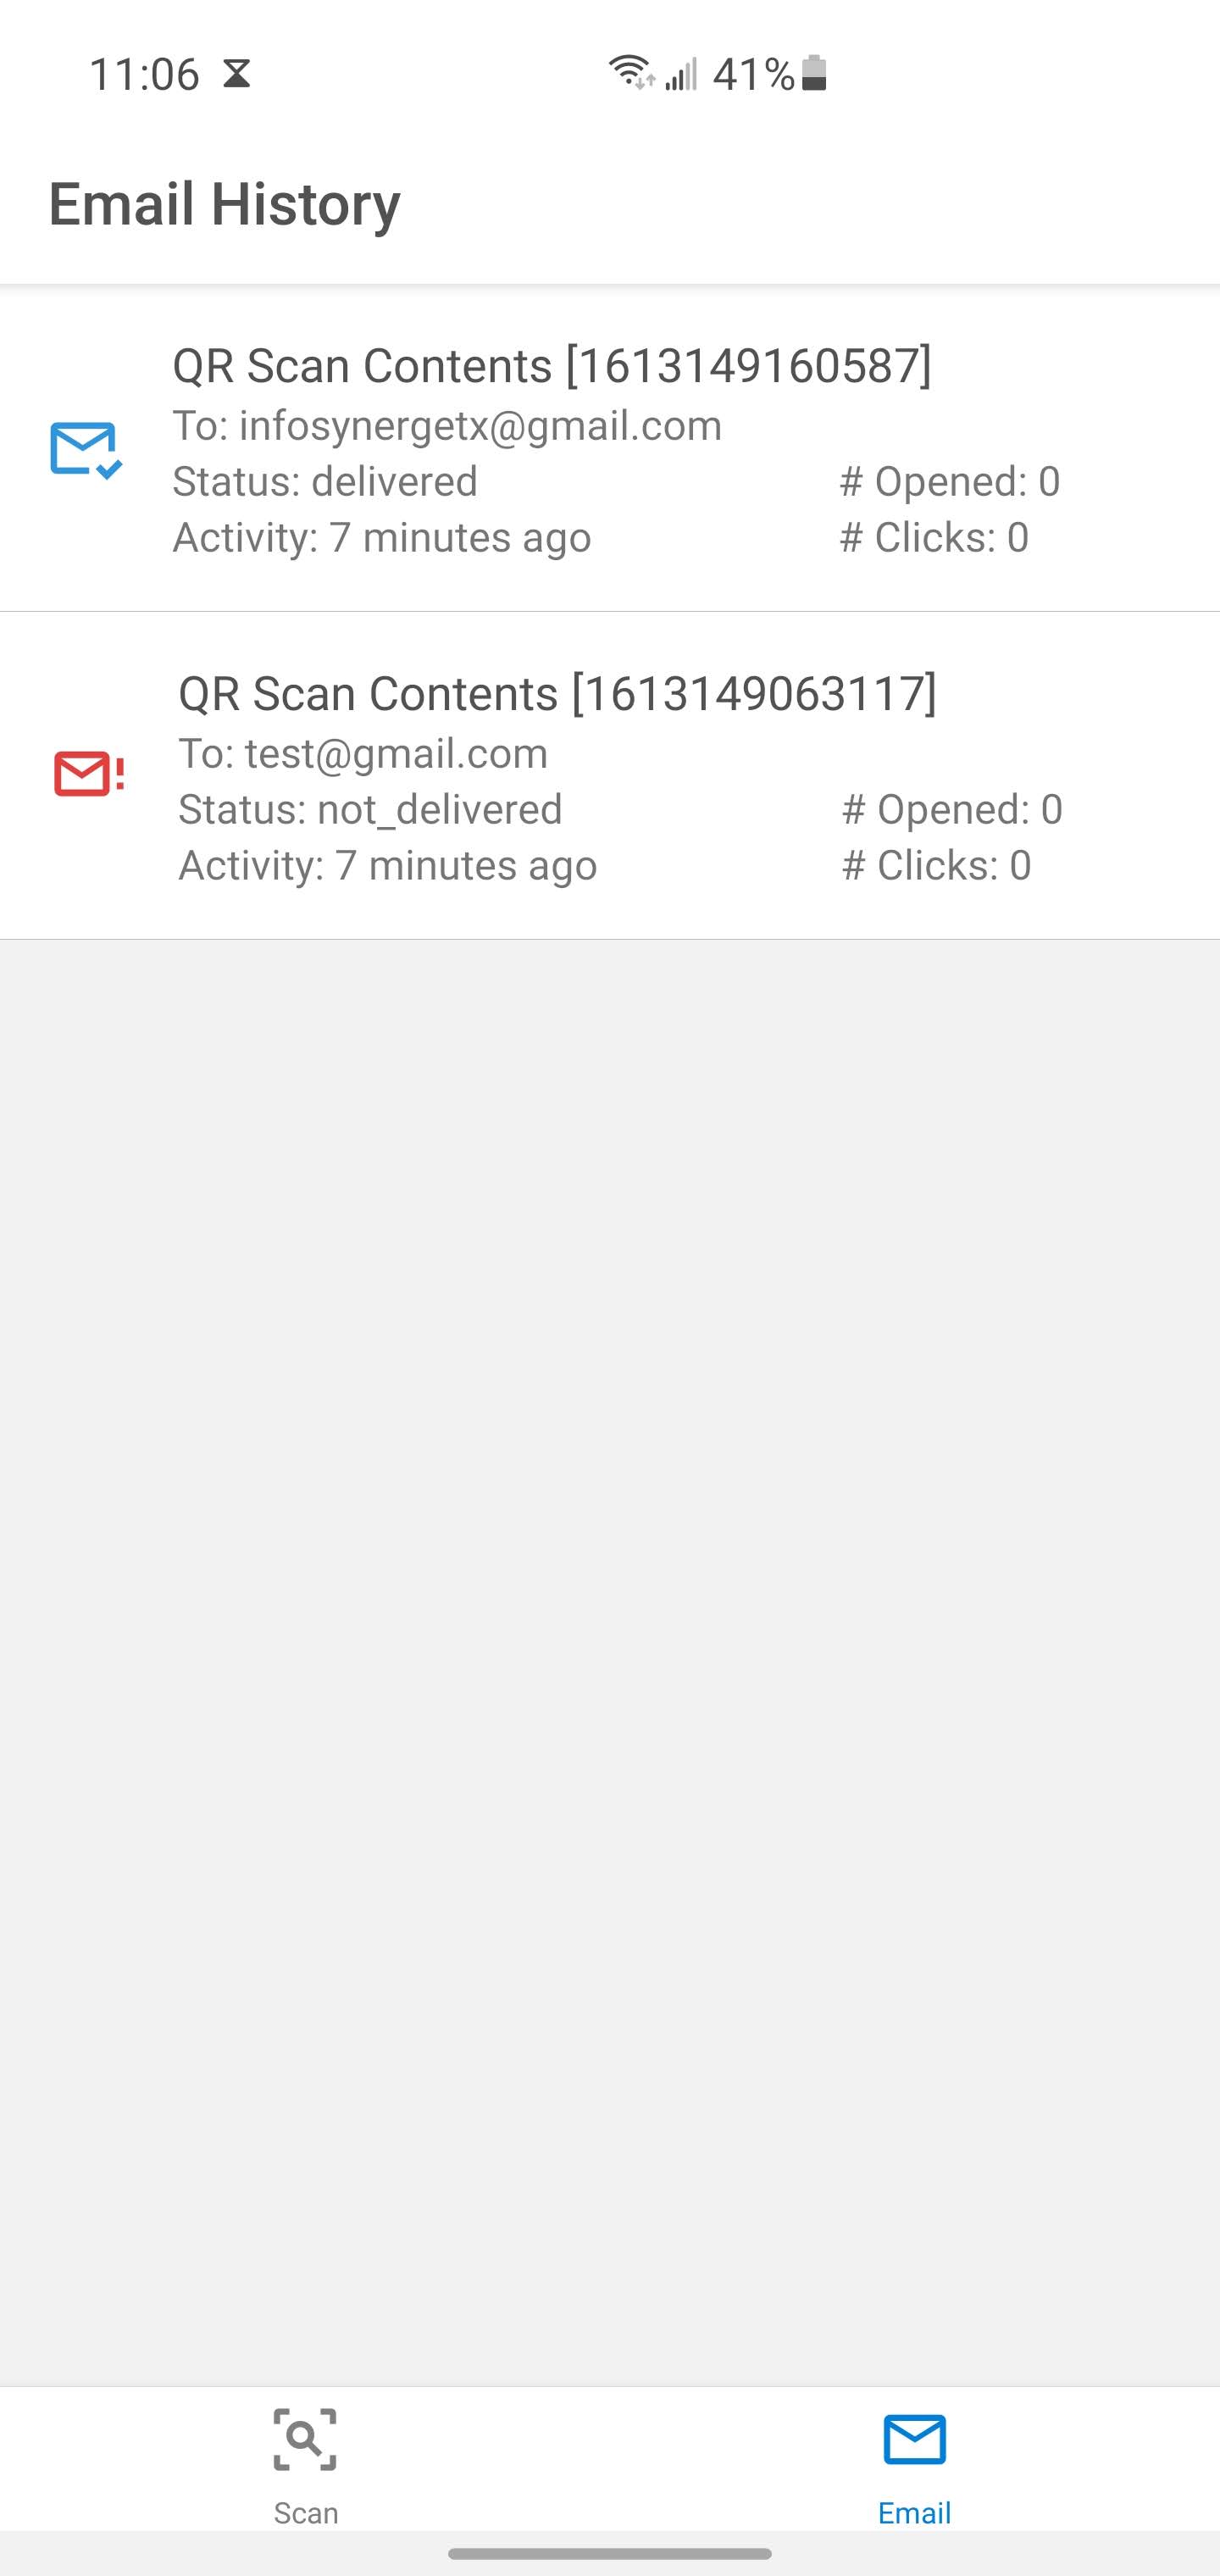 11:06 41%
Email History
QR Scan Contents [1613149160587]
To: infosynergetx@gmail.com
Status: delivered # Opened: 0
Activity: 7 minutes ago # Clicks: 0
QR Scan Contents [1613149063117]
To: test@gmail.com
Status: not_delivered # Opened: 0
Activity: 7 minutes ago # Clicks: 0
Scan Email